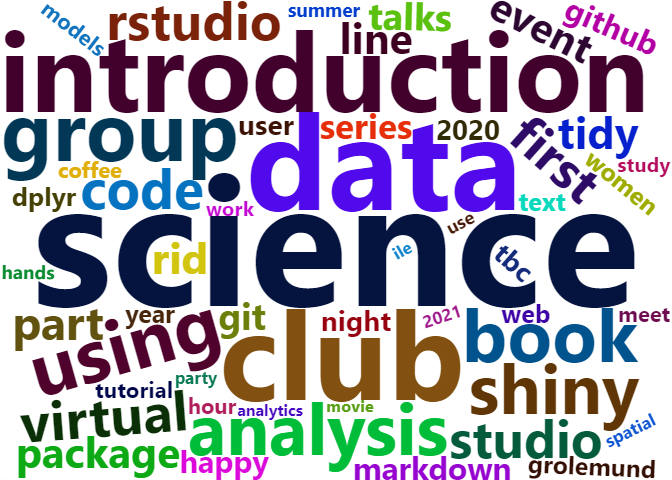 models
rstudio
summer
talks
event
github
line
introduction
group
user
series
2020
first
tidy
data
women
study
coffee
code
dplyr
work
text
science
rid
ile
use
tbc
hands
part
year
git
night
2021
web
meet
using
club
book
tutorial
party
shiny
virtual
hour
analytics
movie
analysis
studio
spatial
package
happy
markdown
grolemund